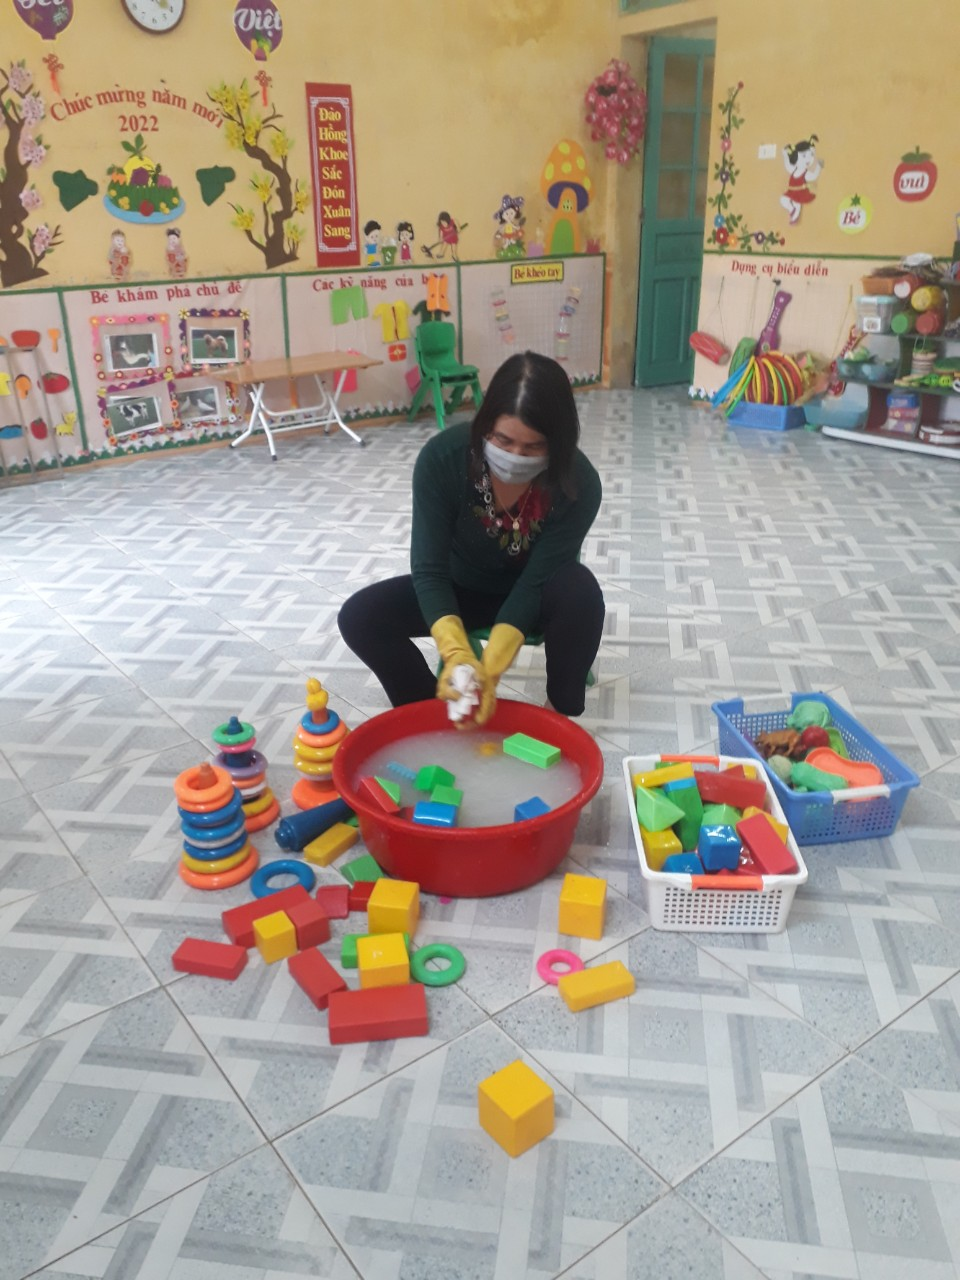 Tết
Việt
Chúc mừng năm mới
2022
Đào
Hồng
Khoe
Sắc
Đón
Xuân
Sang
Bé khám phá chủ đề
Các kỹ năng của bé
Bé khéo tay
Dụng cụ biểu diễn
Bé
vui